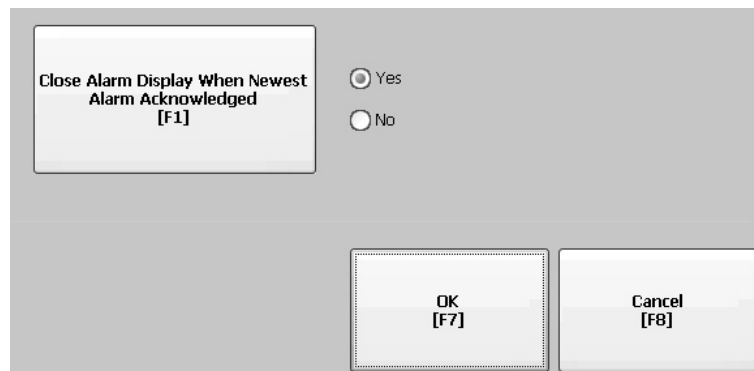 Close Alarm Display When Newest
Alarm Acknowledged
[F1]
Yes
No
OK
[F7]
Cancel
[F8]